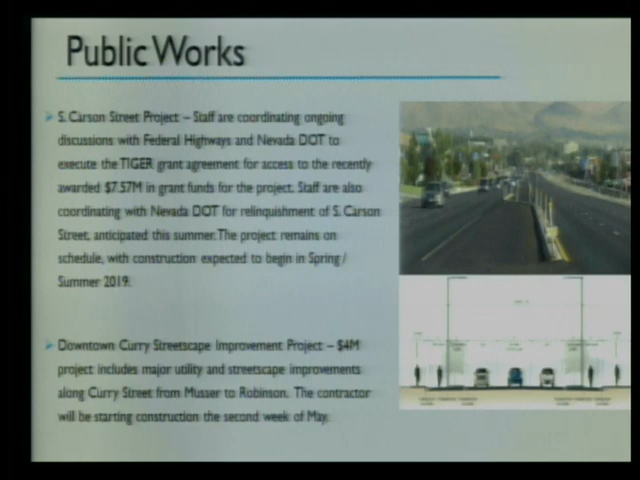 Public Works
S. Carson Street Project – Staff are coordinating ongoing
discussions with Federal Highways and Nevada DOT to
execute the TIGER grant agreement for access to the recently
awarded $7.57M in grant funds for the project. Staff are also
coordinating with Nevada DOT for relinquishment of S. Carson
Street, anticipated this summer. The project remains on
schedule, with construction expected to begin in Spring /
Summer 2019.
Downtown Curry Streetscape Improvement Project – $4M
project includes major utility and streetscape improvements
along Curry Street from Musser to Robinson. The contractor
will be starting construction the second week of May.